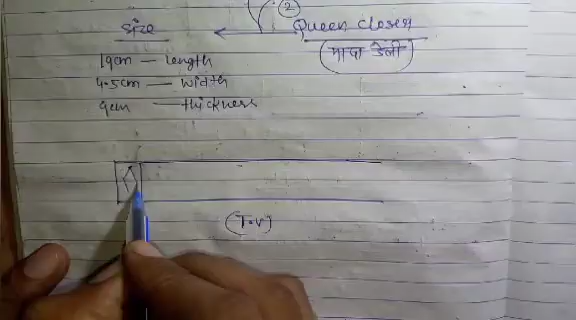 2
size Queen closer
(मादा डेली)
19cm — Length
4.5cm — width
9cm — thickness
(T.V)